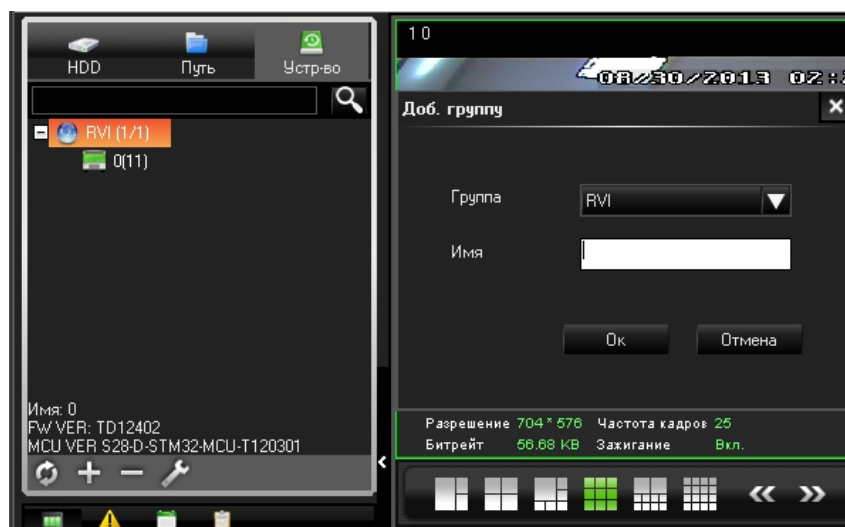 HDD Путь Устр-во
RVI (1/1)
0(11)
Имя: 0
FW VER: TD12402
MCU VER S28-D-STM32-MCU-T120301
10
08/30/2013 02:
Доб. группу
Группа RVI
Имя
Ок Отмена
Разрешение 704 * 576 Частота кадров 25
Битрейт 56.68 KB Зажигание Вкл.